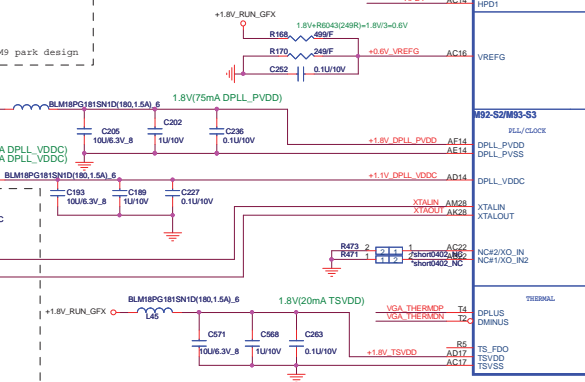 HPD1
+1.8V_RUN_GFX
1.8V+R6043(249R)=1.8V/3=0.6V
R168 499/F
M9 park design
R170 249/F
+0.6V_VREFG AC16 VREFG
C252 0.1U/10V
1.8V(75mA DPLL_PVDD)
BLM18PG181SN1D(180,1.5A)_6
M92-S2/M93-S3
PLL/CLOCK
C205 10U/6.3V_8
C202 1U/10V
C236 0.1U/10V
+1.8V_DPLL_PVDD AF14 DPLL_PVDD
AE14 DPLL_PVSS
A DPLL_VDDC)
A DPLL_VDDC)
BLM18PG181SN1D(180,1.5A)_6
+1.1V_DPLL_VDDC AD14 DPLL_VDDC
C193 10U/6.3V_8
C189 1U/10V
C227 0.1U/10V
XTALIN AM28 XTALIN
XTAOUT AK28 XTALOUT
C
R473 2 1 AC22 NC#2/XO_IN
*short0402_NC
R471 1 2 NC#1/XO_IN2
*short0402_NC
THERMAL
BLM18PG181SN1D(180,1.5A)_6
1.8V(20mA TSVDD)
+1.8V_RUN_GFX
L45
VGA_THERMDP T4 DPLUS
VGA_THERMDN T2 DMINUS
C571 10U/6.3V_8
C568 1U/10V
C263 0.1U/10V
R5 TS_FDO
+1.8V_TSVDD AD17 TSVDD
AC17 TSVSS